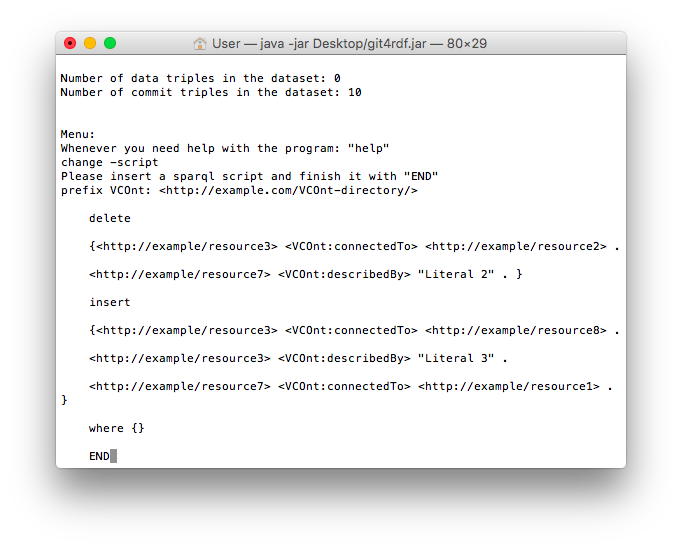 User — java -jar Desktop/git4rdf.jar — 80×29
Number of data triples in the dataset: 0
Number of commit triples in the dataset: 10
Menu:
Whenever you need help with the program: "help"
change -script
Please insert a sparql script and finish it with "END"
prefix VCOnt: <http://example.com/VCOnt-directory/>
delete
{<http://example/resource3> <VCOnt:connectedTo> <http://example/resource2> .
<http://example/resource7> <VCOnt:describedBy> "Literal 2" . }
insert
{<http://example/resource3> <VCOnt:connectedTo> <http://example/resource8> .
<http://example/resource3> <VCOnt:describedBy> "Literal 3" .
<http://example/resource7> <VCOnt:connectedTo> <http://example/resource1> .
}
where {}
END